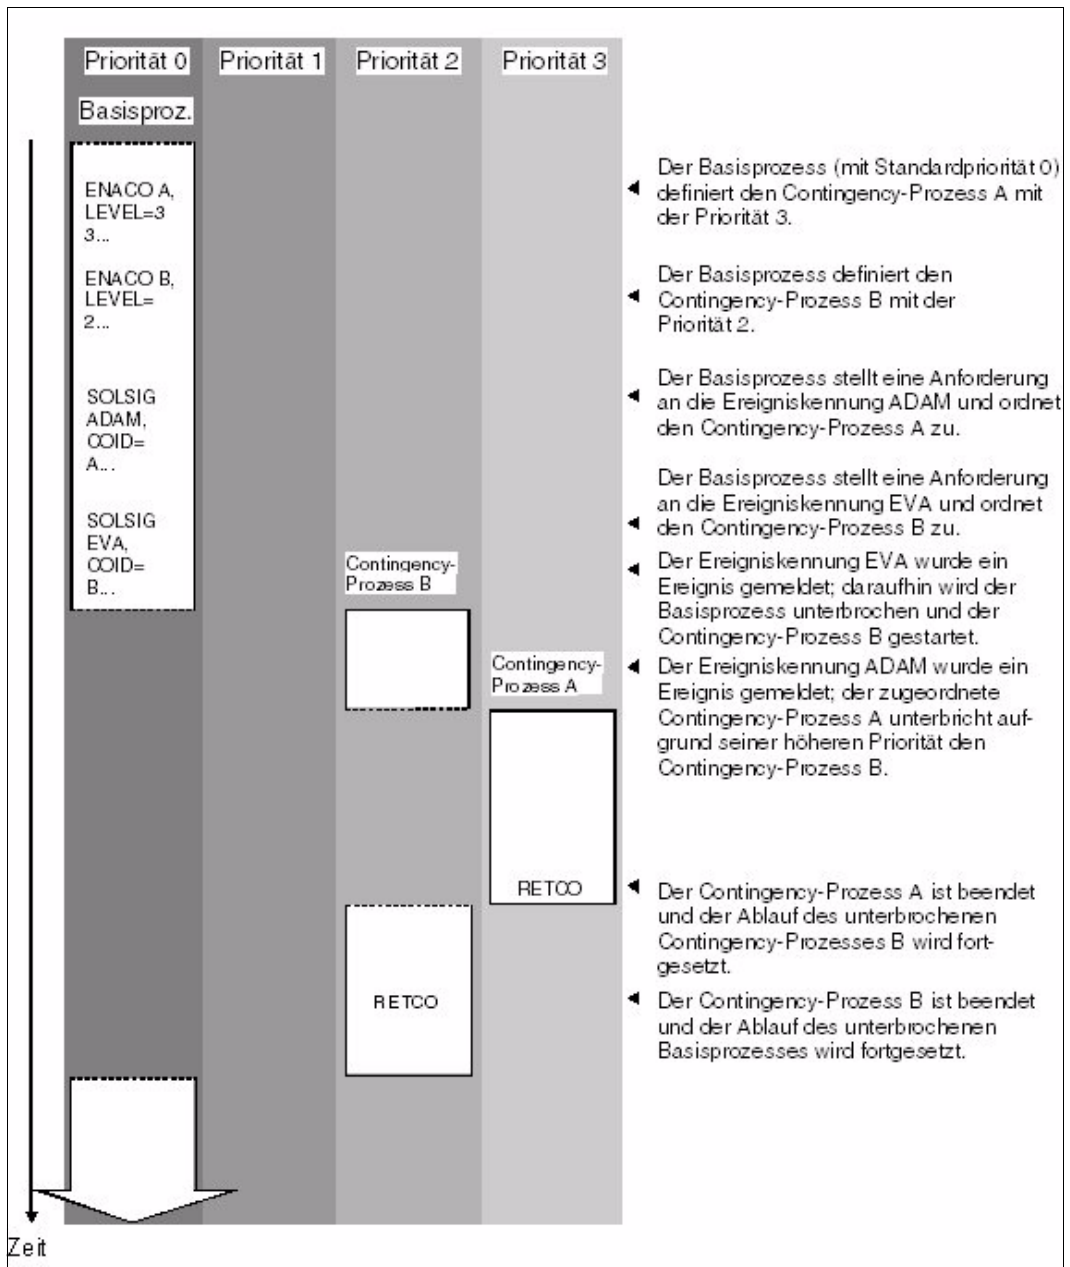 Priorität 0
Priorität 1
Priorität 2
Priorität 3
Basisproz.
ENACO A,
LEVEL=3
3...
ENACO B,
LEVEL=
2...
SOLSIG
ADAM,
COID=
A...
SOLSIG
EVA,
COID=
B...
Contingency-
Prozess B
Contingency-
Prozess A
RETCO
RETCO
Der Basisprozess (mit Standardpriorität 0)
definiert den Contingency-Prozess A mit
der Priorität 3.
Der Basisprozess definiert den
Contingency-Prozess B mit der
Priorität 2.
Der Basisprozess stellt eine Anforderung
an die Ereigniskennung ADAM und ordnet
den Contingency-Prozess A zu.
Der Basisprozess stellt eine Anforderung
an die Ereigniskennung EVA und ordnet
den Contingency-Prozess B zu.
Der Ereigniskennung EVA wurde ein
Ereignis gemeldet; daraufhin wird der
Basisprozess unterbrochen und der
Contingency-Prozess B gestartet.
Der Ereigniskennung ADAM wurde ein
Ereignis gemeldet; der zugeordnete
Contingency-Prozess A unterbricht auf-
grund seiner höheren Priorität den
Contingency-Prozess B.
Der Contingency-Prozess A ist beendet
und der Ablauf des unterbrochenen
Contingency-Prozesses B wird fort-
gesetzt.
Der Contingency-Prozess B ist beendet
und der Ablauf des unterbrochenen
Basisprozesses wird fortgesetzt.
Zeit